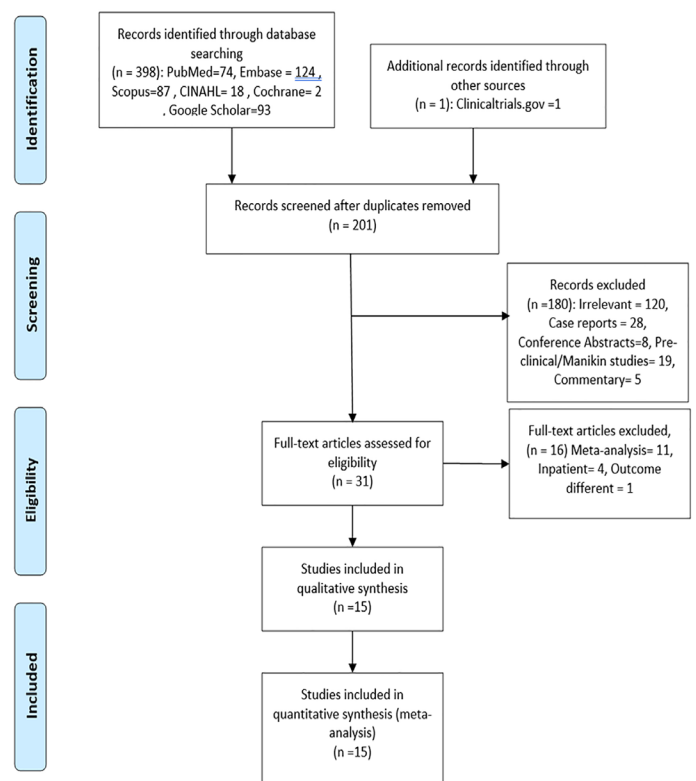 Identification
Records identified through database
searching
(n = 398): PubMed=74, Embase = 124 ,
Scopus=87 , CINAHL= 18 , Cochrane= 2
, Google Scholar=93
Additional records identified through
other sources
(n = 1): Clinicaltrials.gov =1
Records screened after duplicates removed
(n = 201)
Screening
Records excluded
(n =180): Irrelevant = 120,
Case reports = 28,
Conference Abstracts=8, Pre-
clinical/Manikin studies= 19,
Commentary= 5
Eligibility
Full-text articles assessed for
eligibility
(n = 31)
Full-text articles excluded,
(n = 16) Meta-analysis= 11,
Inpatient= 4, Outcome
different = 1
Studies included in
qualitative synthesis
(n =15)
Included
Studies included in
quantitative synthesis (meta-
analysis)
(n =15)